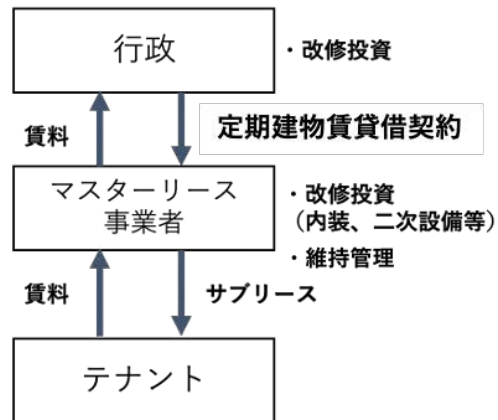 行政
・改修投資
賃料
定期建物賃貸借契約
マスターリース
事業者
・改修投資
（内装、二次設備等）
・維持管理
賃料
サブリース
テナント